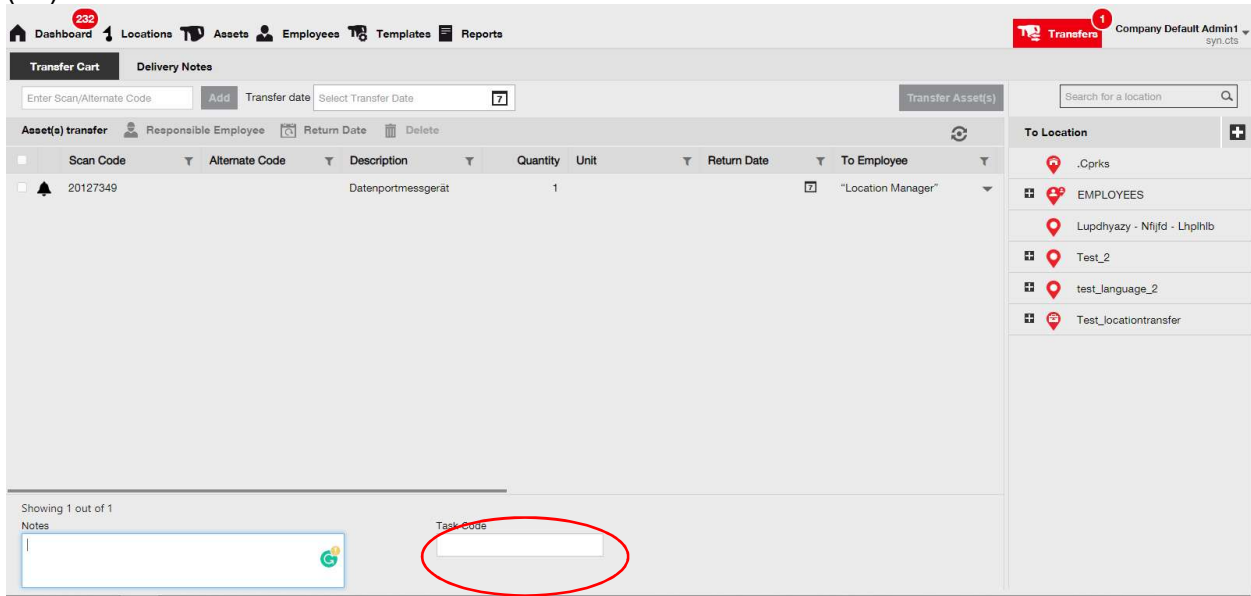 232
Dashboard Locations Assets Employees Templates Reports
1
Transfers
Company Default Admin1
syn.cts
Transfer Cart Delivery Notes
Enter Scan/Alternate Code Add Transfer date Select Transfer Date 7 Transfer Asset(s)
Search for a location
Asset(s) transfer Responsible Employee Return Date Delete
To Location
Scan Code Alternate Code Description Quantity Unit Return Date To Employee
20127349 Datenportmessgerät 1 7 "Location Manager"
.Cprks
EMPLOYEES
Lupdhyazy - Nfijfd - Lhplhlb
Test_2
test_language_2
Test_locationtransfer
Showing 1 out of 1
Notes Task Code